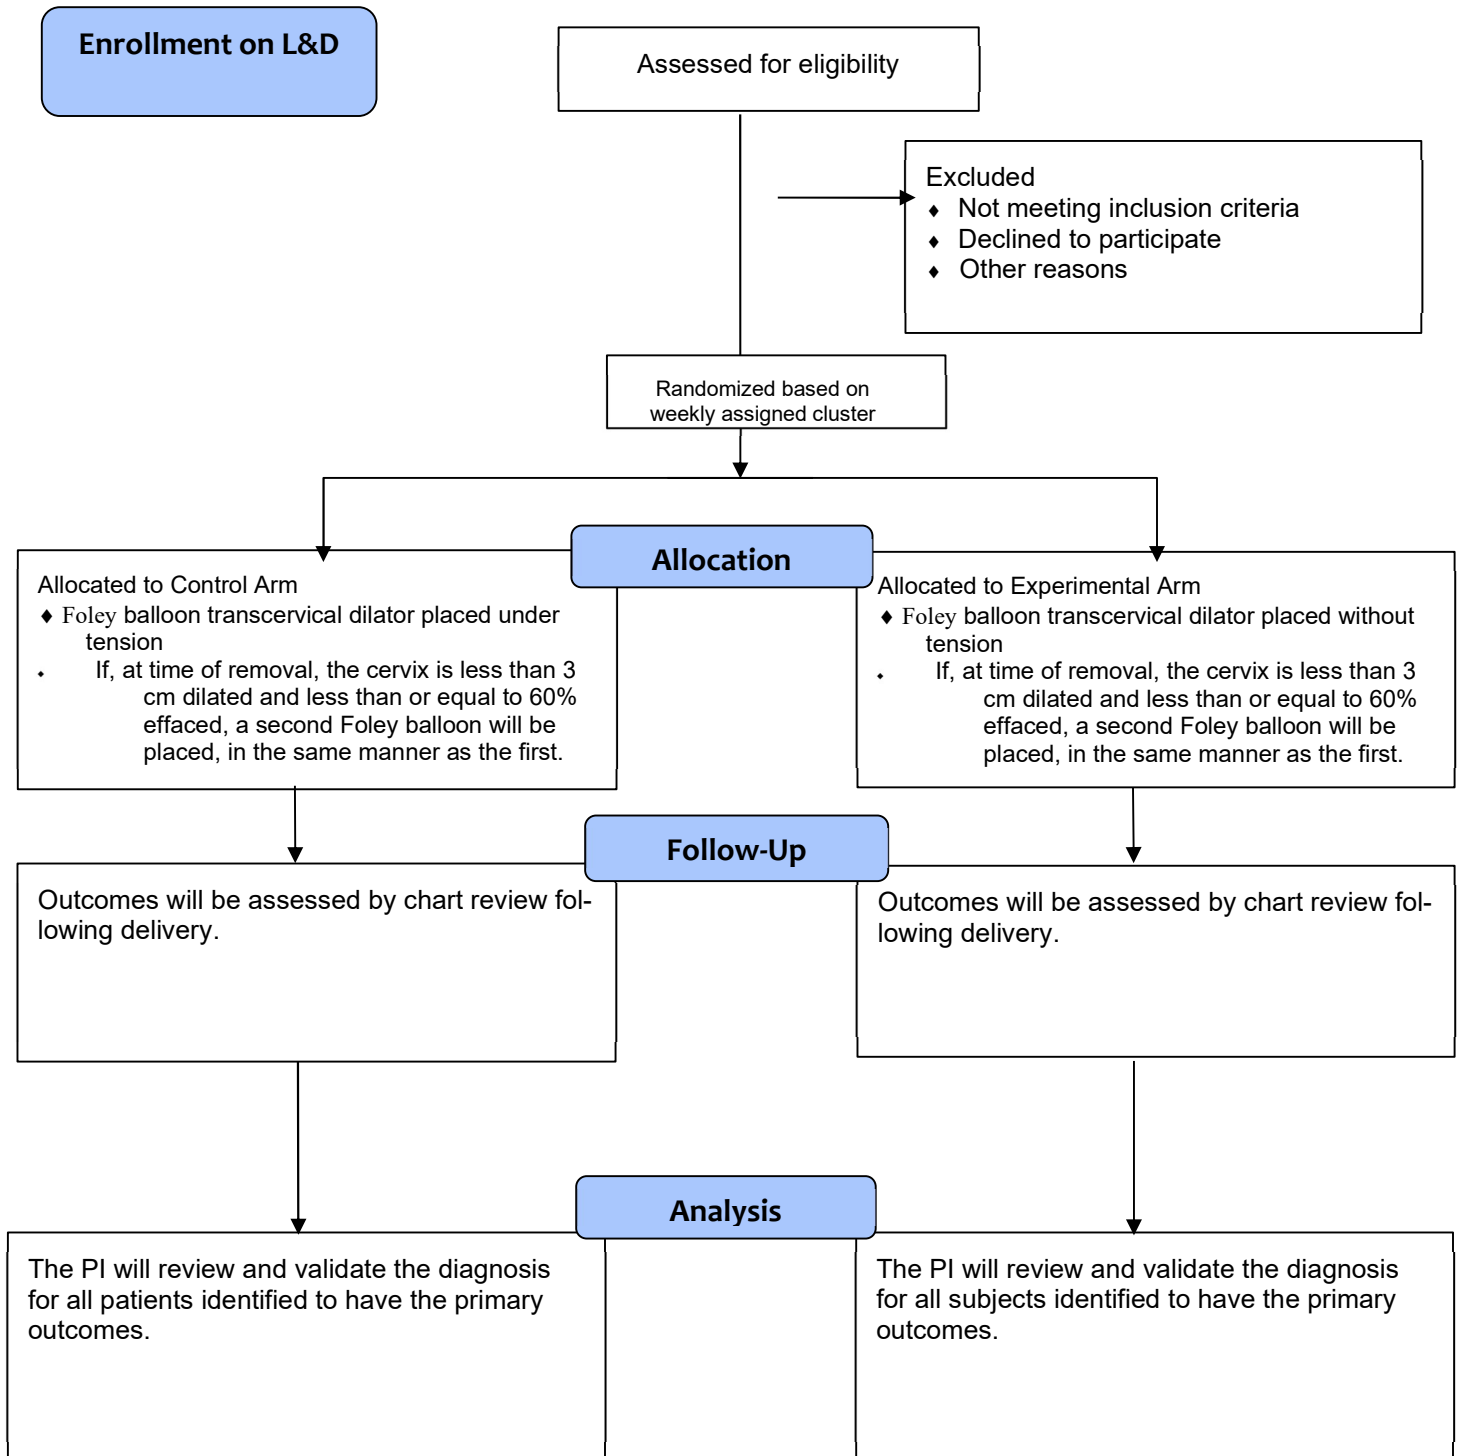 Enrollment on L&D
Assessed for eligibility
Excluded
♦ Not meeting inclusion criteria
♦ Declined to participate
♦ Other reasons
Randomized based on
weekly assigned cluster
Allocation
Allocated to Control Arm
♦ Foley balloon transcervical dilator placed under
tension
♦ If, at time of removal, the cervix is less than 3
cm dilated and less than or equal to 60%
effaced, a second Foley balloon will be
placed, in the same manner as the first.
Allocated to Experimental Arm
♦ Foley balloon transcervical dilator placed without
tension
♦ If, at time of removal, the cervix is less than 3
cm dilated and less than or equal to 60%
effaced, a second Foley balloon will be
placed, in the same manner as the first.
Follow-Up
Outcomes will be assessed by chart review fol-
lowing delivery.
Outcomes will be assessed by chart review fol-
lowing delivery.
Analysis
The PI will review and validate the diagnosis
for all patients identified to have the primary
outcomes.
The PI will review and validate the diagnosis
for all subjects identified to have the primary
outcomes.